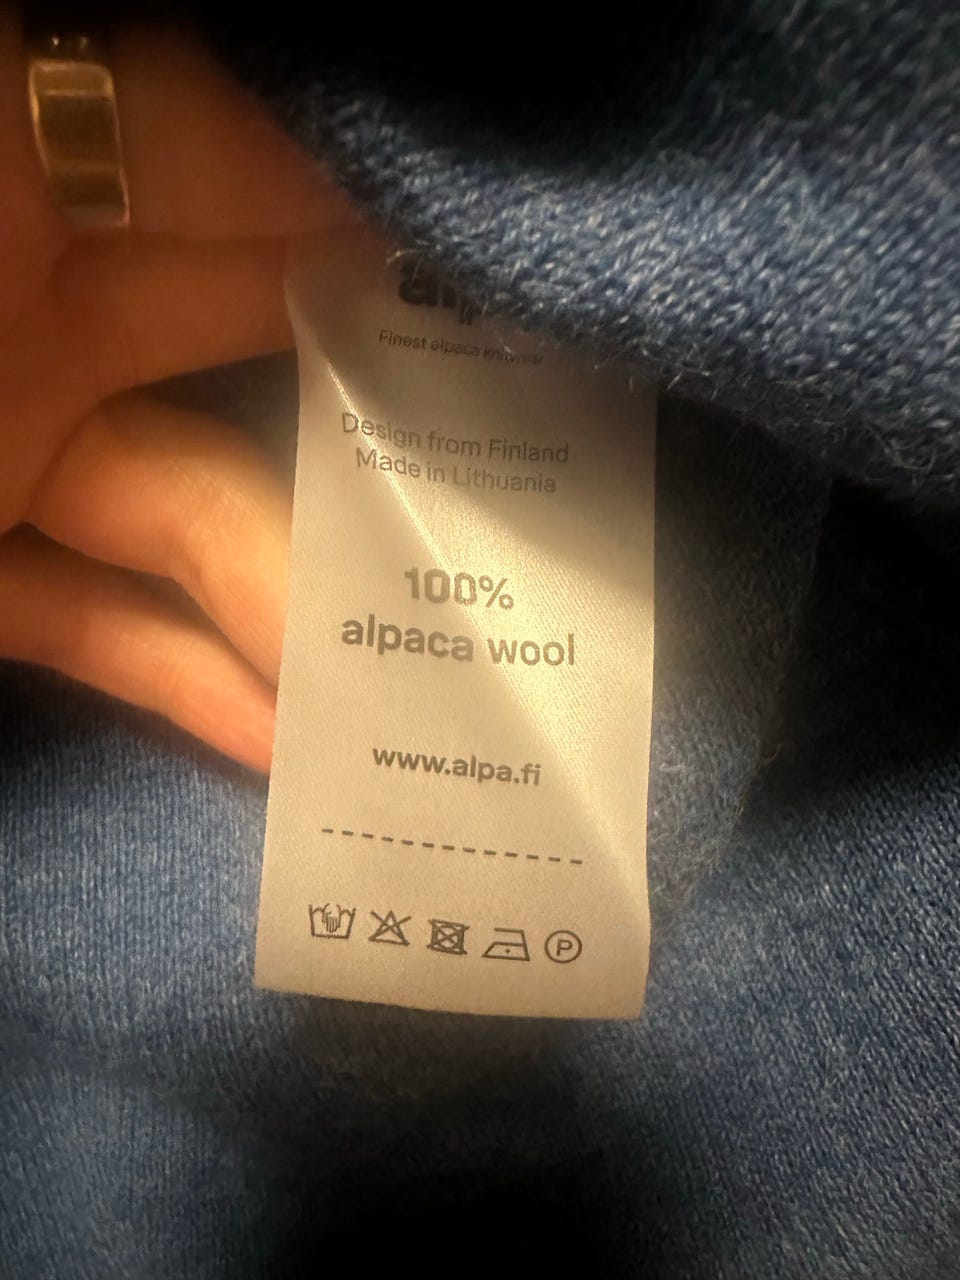 Finest alpaca knitwear
Design from Finland
Made in Lithuania
100%
alpaca wool
www.alpa.fi
P